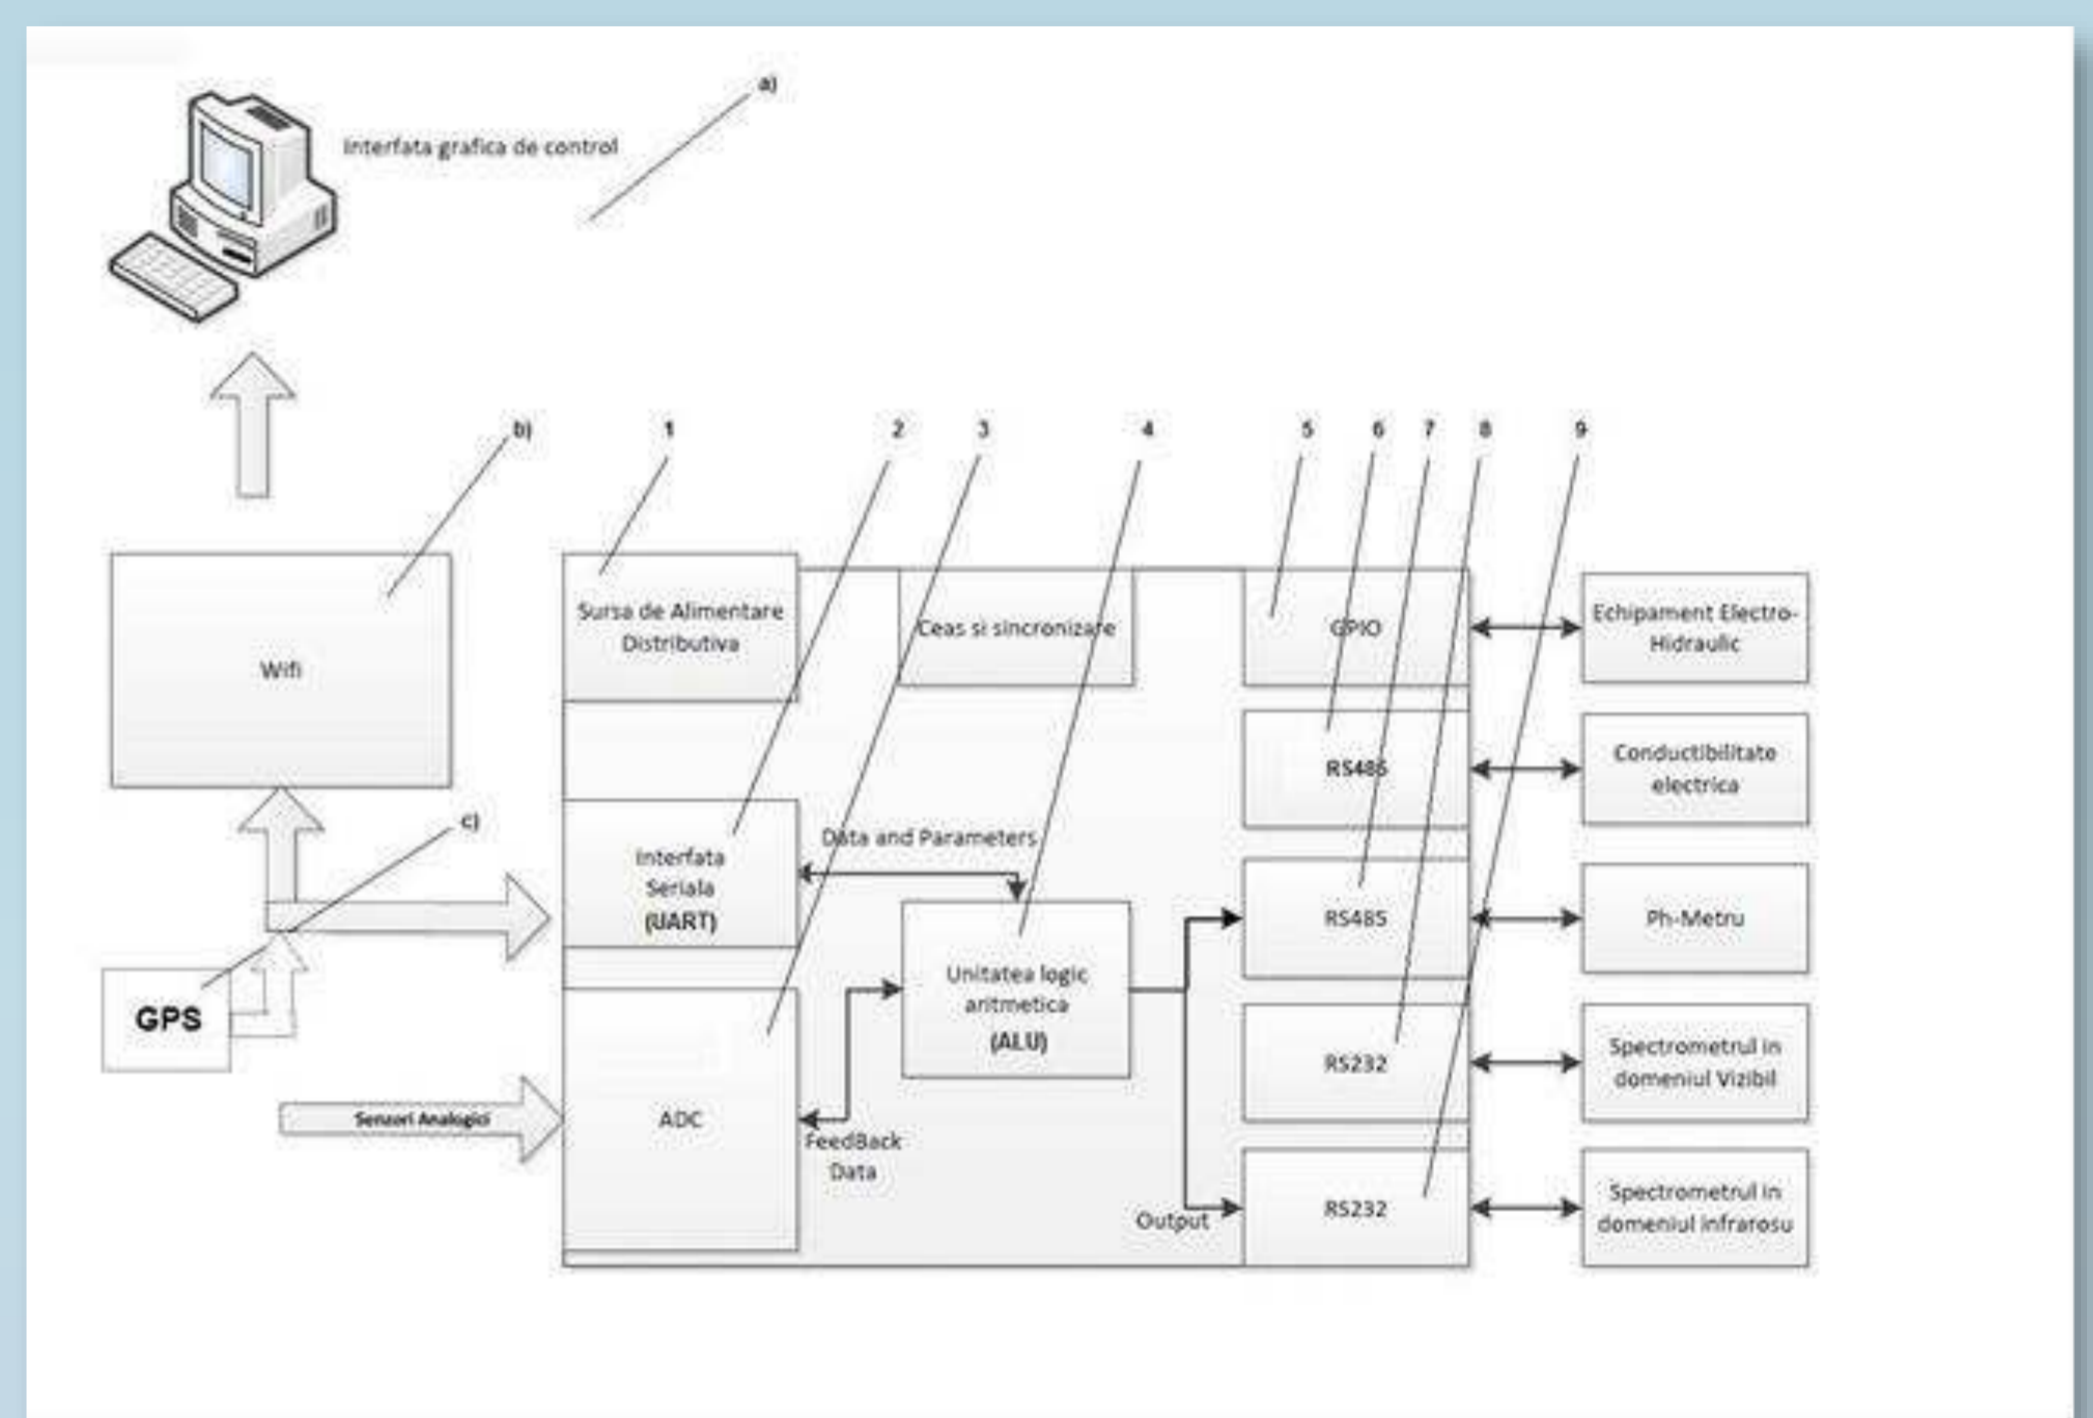 a)
Interfata grafica de control
b)
1
2
3
4
5
6
7
8
9
Wifi
Sursa de Alimentare
Distributiva
Ceas si sincronizare
GPIO
Echipament Electro-
Hidraulic
RS485
Conductibilitate
electrica
c)
Interfata
Seriala
(UART)
Data and Parameters
RS485
Ph-Metru
GPS
Unitatea logic
aritmetica
(ALU)
RS232
Spectrometrul in
domeniul Vizibil
Senzori Analogici
ADC
FeedBack
Data
Output
RS232
Spectrometrul in
domeniul infrarosu